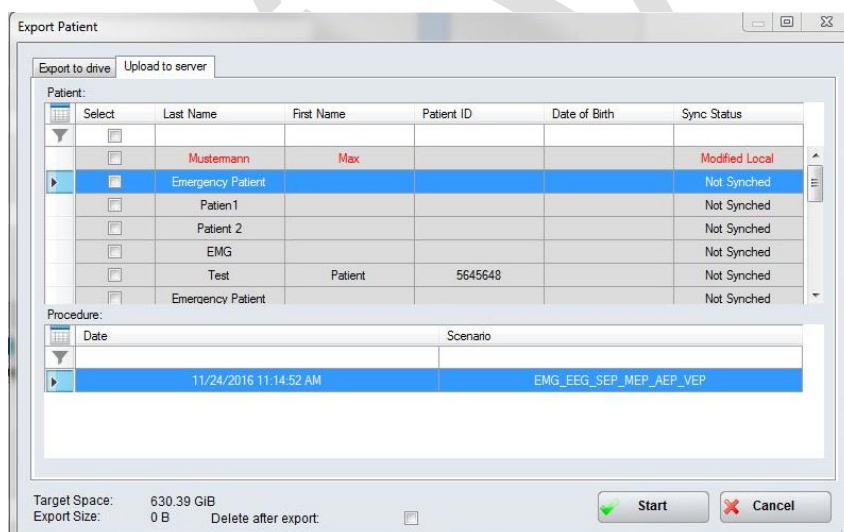 Export Patient
Export to drive Upload to server
Patient:
Select Last Name First Name Patient ID Date of Birth Sync Status
Mustermann Max Modified Local
Emergency Patient Not Synched
Patien1 Not Synched
Patient 2 Not Synched
EMG Not Synched
Test Patient 5645648 Not Synched
Emergency Patient Not Synched
Procedure:
Date Scenario
11/24/2016 11:14:52 AM EMG_EEG_SEP_MEP_AEP_VEP
Target Space: 630.39 GiB
Export Size: 0 B Delete after export: Start Cancel